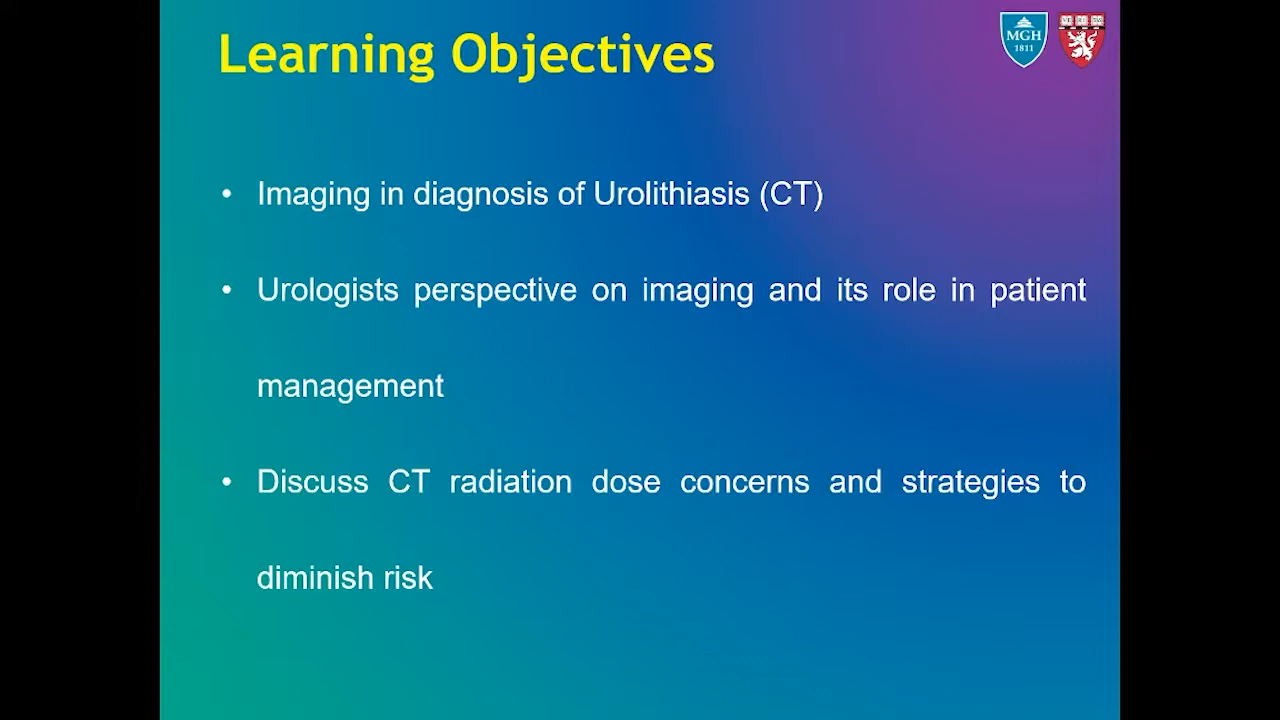 Learning Objectives
MGH
1811
• Imaging in diagnosis of Urolithiasis (CT)
• Urologists perspective on imaging and its role in patient
management
• Discuss CT radiation dose concerns and strategies to
diminish risk